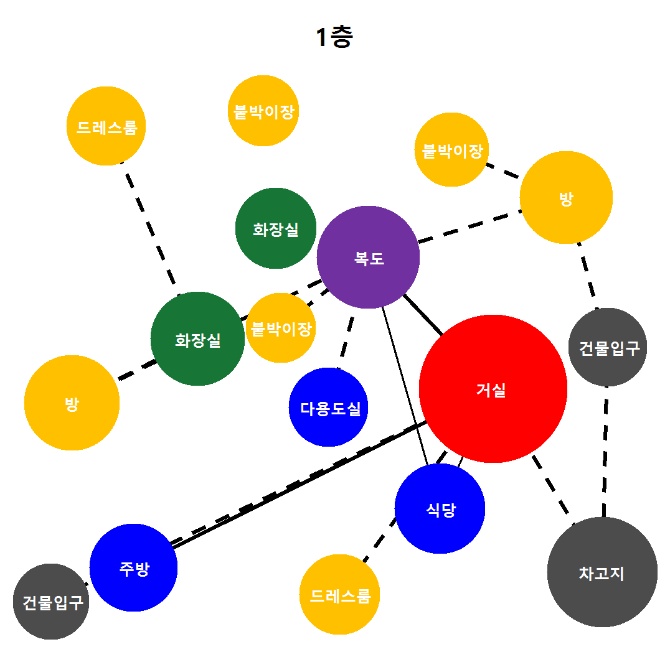 1층
드레스룸
붙박이장
붙박이장
방
화장실
복도
화장실
붙박이장
건물입구
방
다용도실
거실
식당
주방
건물입구
드레스룸
차고지